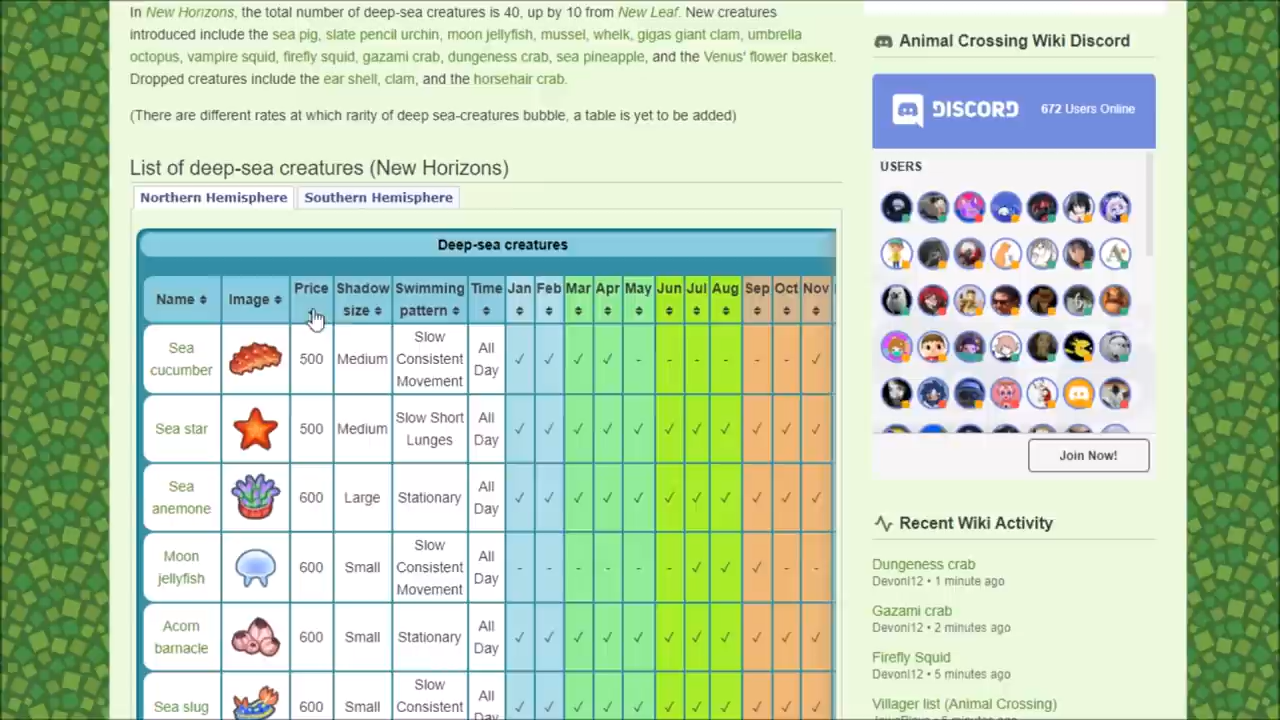 In New Horizons, the total number of deep-sea creatures is 40, up by 10 from New Leaf. New creatures
introduced include the sea pig, slate pencil urchin, moon jellyfish, mussel, whelk, gigas giant clam, umbrella
octopus, vampire squid, firefly squid, gazami crab, dungeness crab, sea pineapple, and the Venus' flower basket.
Dropped creatures include the ear shell, clam, and the horsehair crab.
(There are different rates at which rarity of deep sea-creatures bubble, a table is yet to be added)
List of deep-sea creatures (New Horizons)
Northern Hemisphere Southern Hemisphere
Deep-sea creatures
Name Image Price Shadow size Swimming pattern Time Jan Feb Mar Apr May Jun Jul Aug Sep Oct Nov
Sea cucumber 500 Medium Slow Consistent Movement All Day ✓ ✓ ✓ ✓ - - - - - - ✓
Sea star 500 Medium Slow Short Lunges All Day ✓ ✓ ✓ ✓ ✓ ✓ ✓ ✓ ✓ ✓ ✓
Sea anemone 600 Large Stationary All Day ✓ ✓ ✓ ✓ ✓ ✓ ✓ ✓ ✓ ✓ ✓
Moon jellyfish 600 Small Slow Consistent Movement All Day - - - - - - ✓ ✓ ✓ - -
Acorn barnacle 600 Small Stationary All Day ✓ ✓ ✓ ✓ ✓ ✓ ✓ ✓ ✓ ✓ ✓
Sea slug 600 Small Slow Consistent All Day ✓ ✓ ✓ ✓ ✓ ✓ ✓ ✓ ✓ ✓ ✓
Animal Crossing Wiki Discord
DISCORD 672 Users Online
USERS
A
Join Now!
Recent Wiki Activity
Dungeness crab
Devonl12 • 1 minute ago
Gazami crab
Devonl12 • 2 minutes ago
Firefly Squid
Devonl12 • 5 minutes ago
Villager list (Animal Crossing)